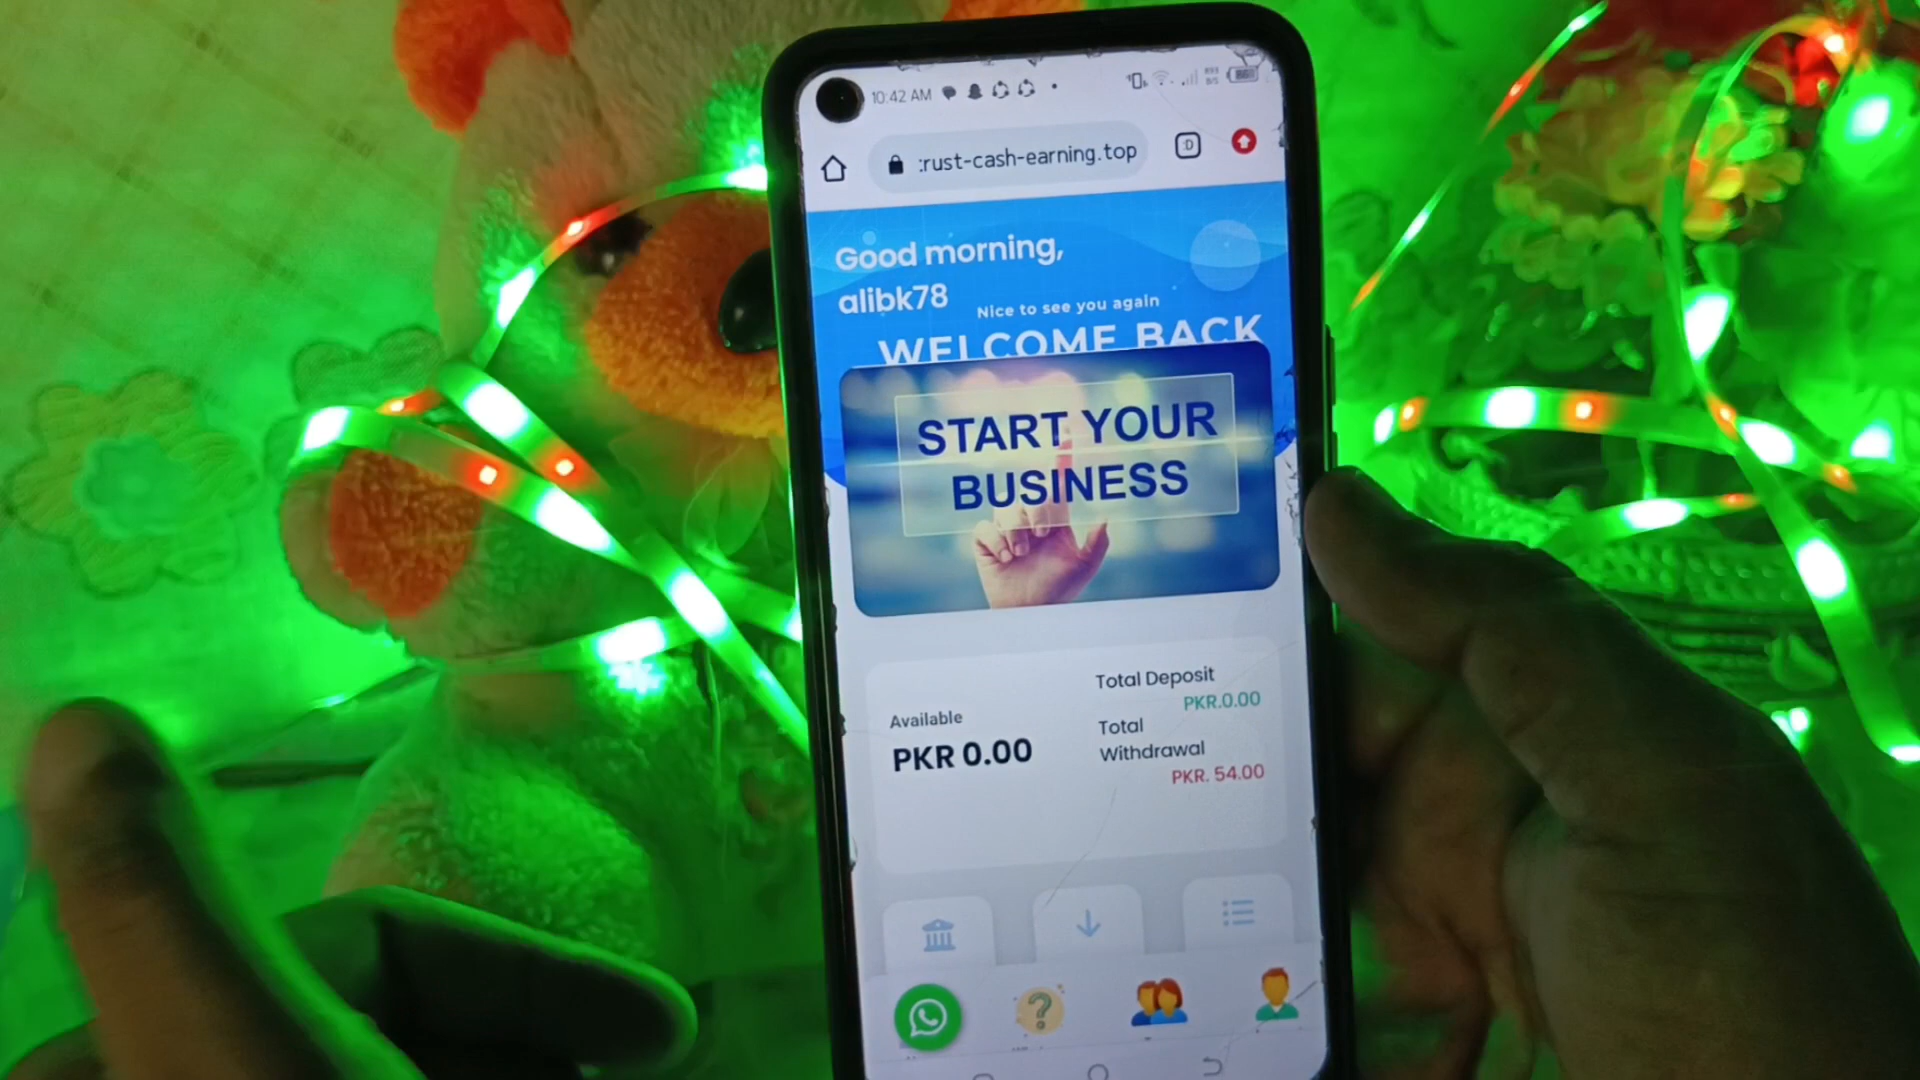 10:42 AM
:rust-cash-earning.top
:D
Good morning,
alibk78
Nice to see you again
WELCOME BACK
START YOUR
BUSINESS
Total Deposit
PKR.0.00
Available
PKR 0.00
Total
Withdrawal
PKR. 54.00